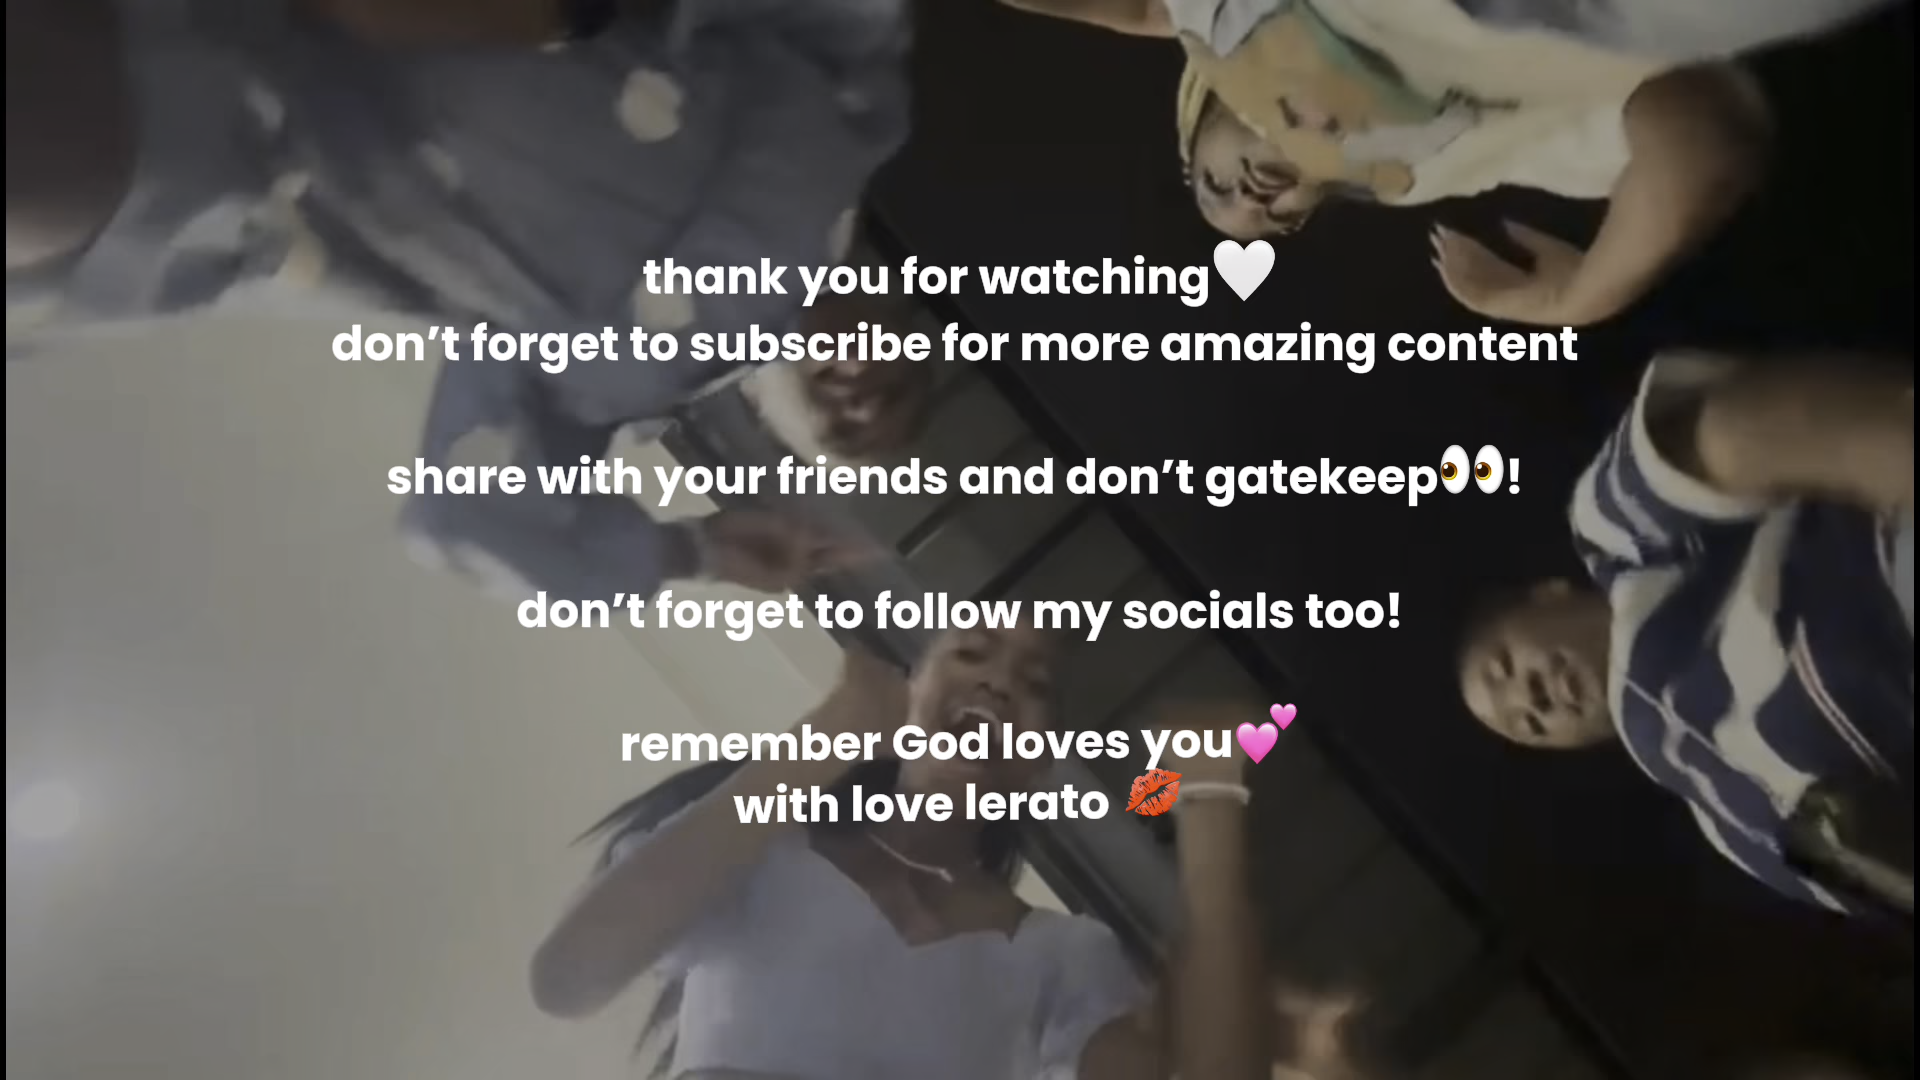 thank you for watching🤍
don’t forget to subscribe for more amazing content
share with your friends and don’t gatekeep👀!
don’t forget to follow my socials too!
remember God loves you💕
with love lerato 💋